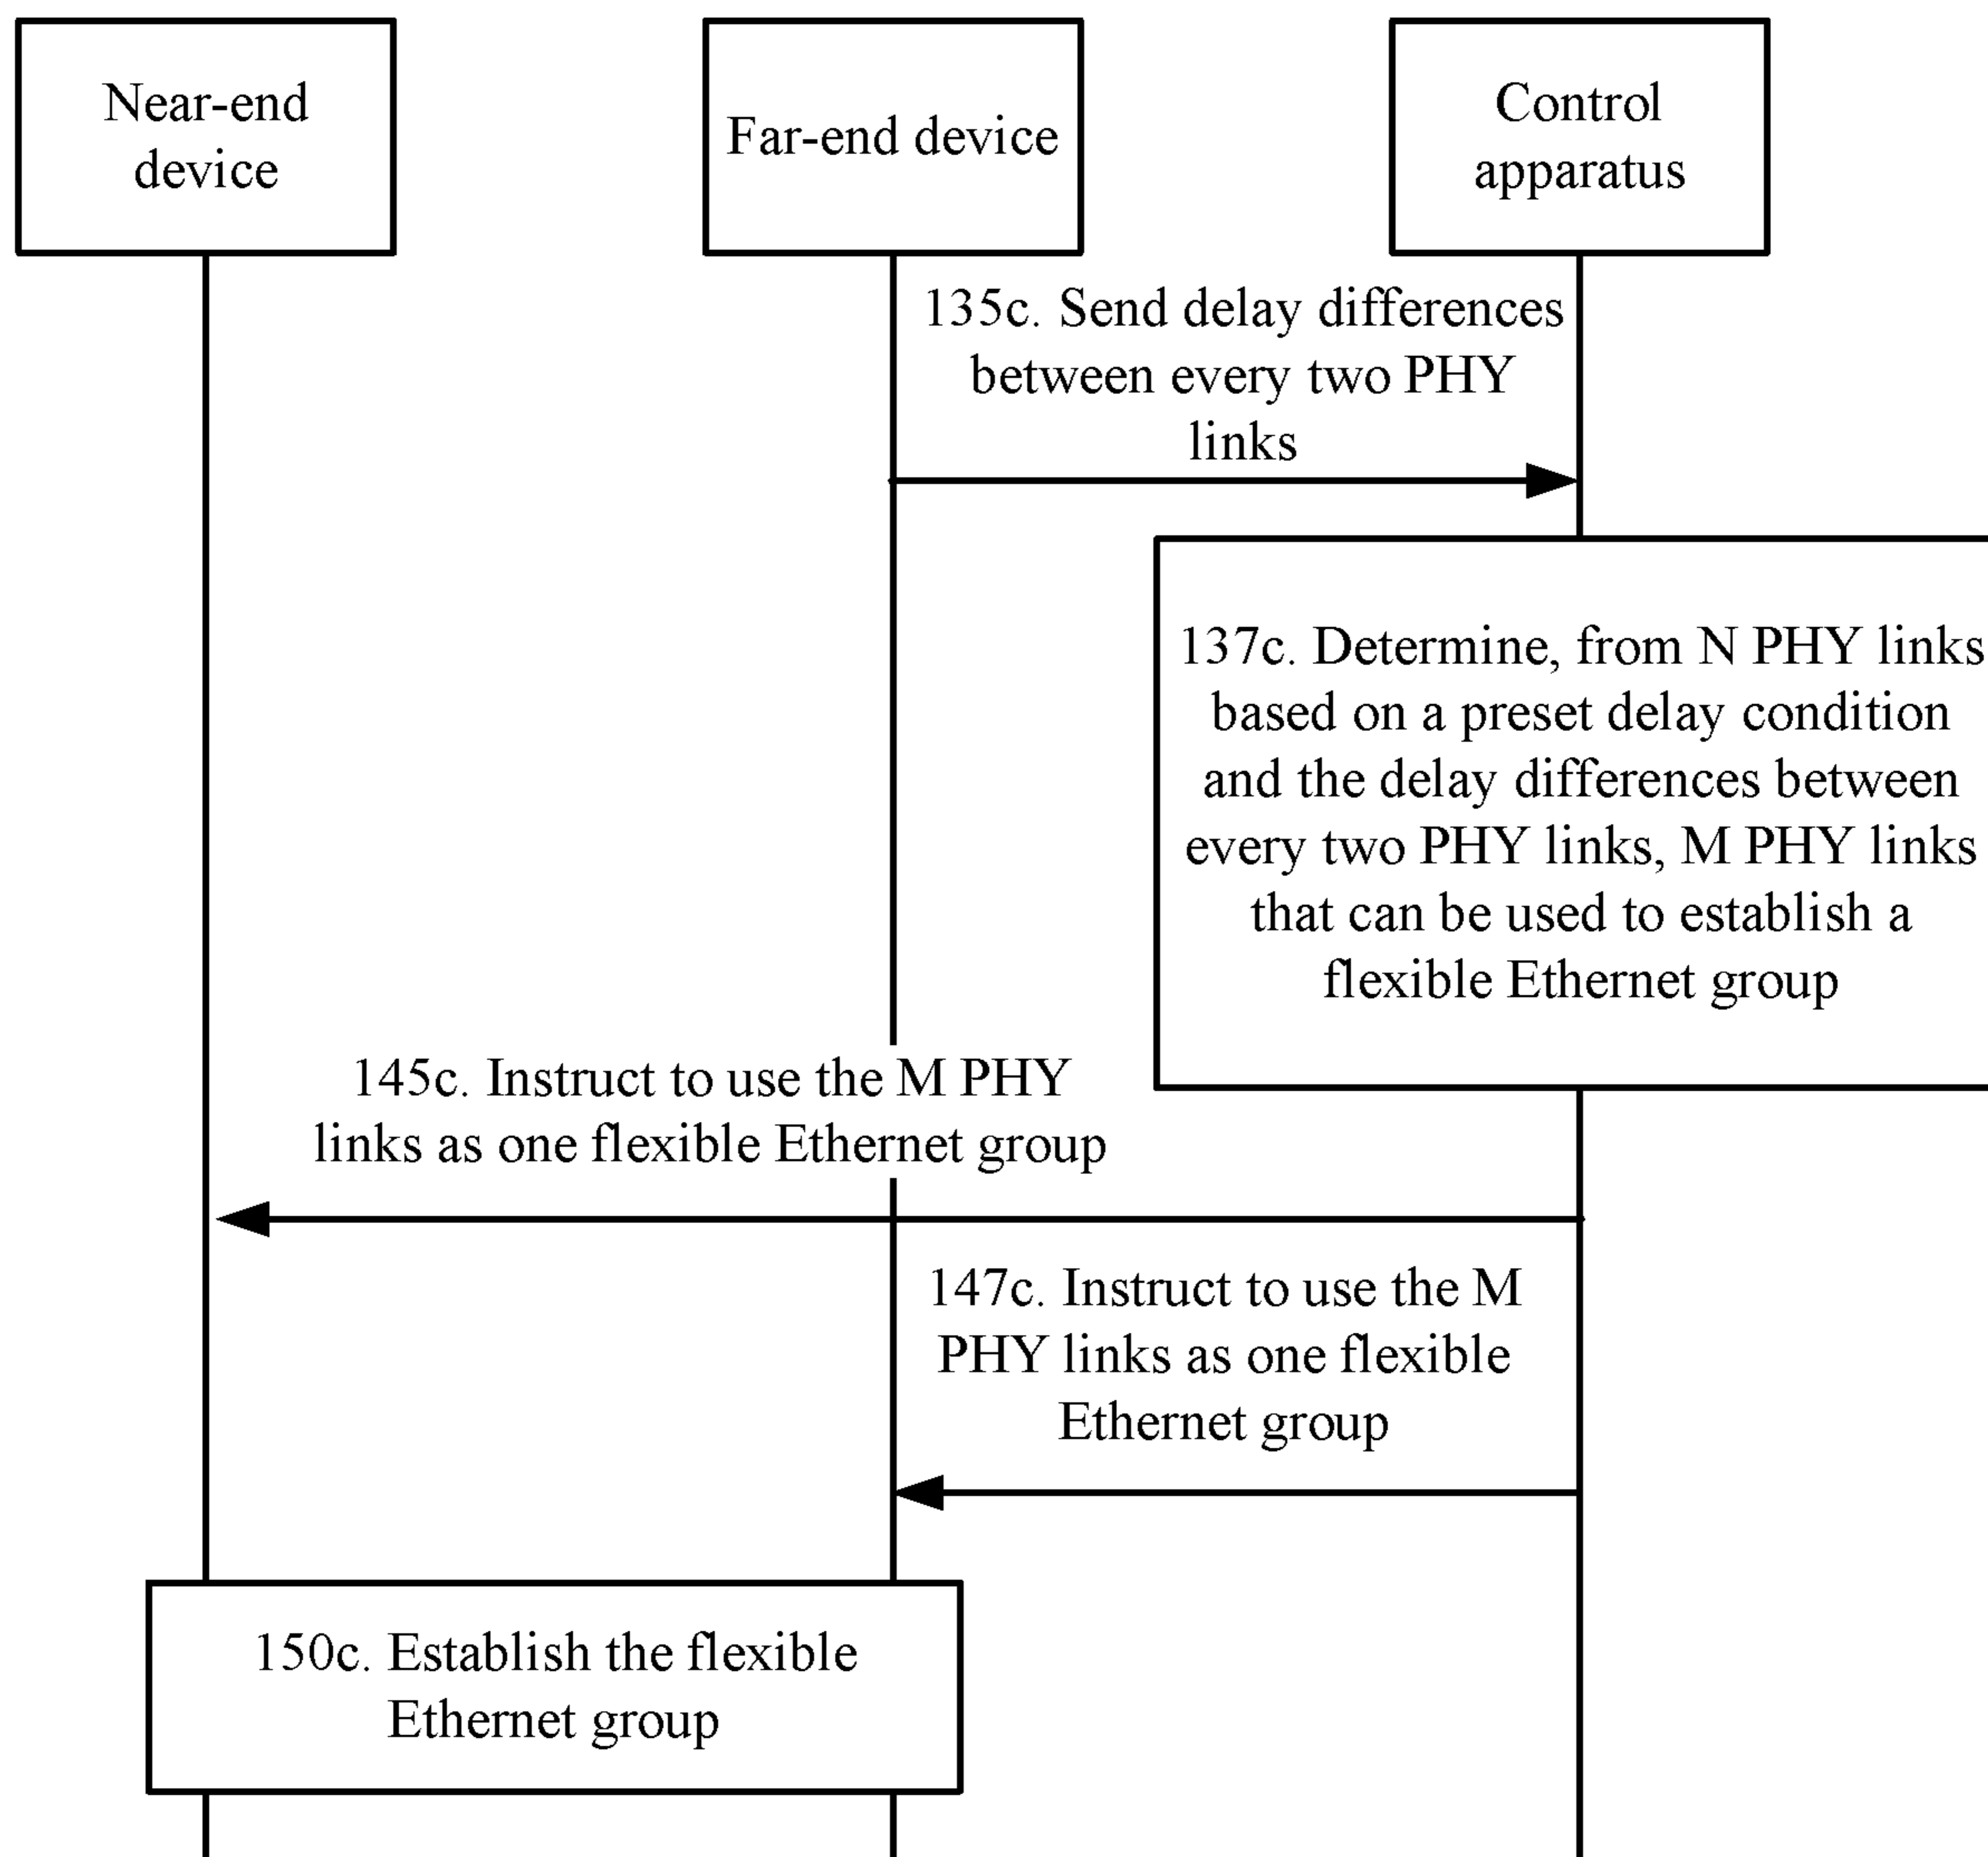 Near-end
device
Far-end device
Control
apparatus
135c. Send delay differences
between every two PHY
links
137c. Determine, from N PHY links
based on a preset delay condition
and the delay differences between
every two PHY links, M PHY links
that can be used to establish a
flexible Ethernet group
145c. Instruct to use the M PHY
links as one flexible Ethernet group
147c. Instruct to use the M
PHY links as one flexible
Ethernet group
150c. Establish the flexible
Ethernet group